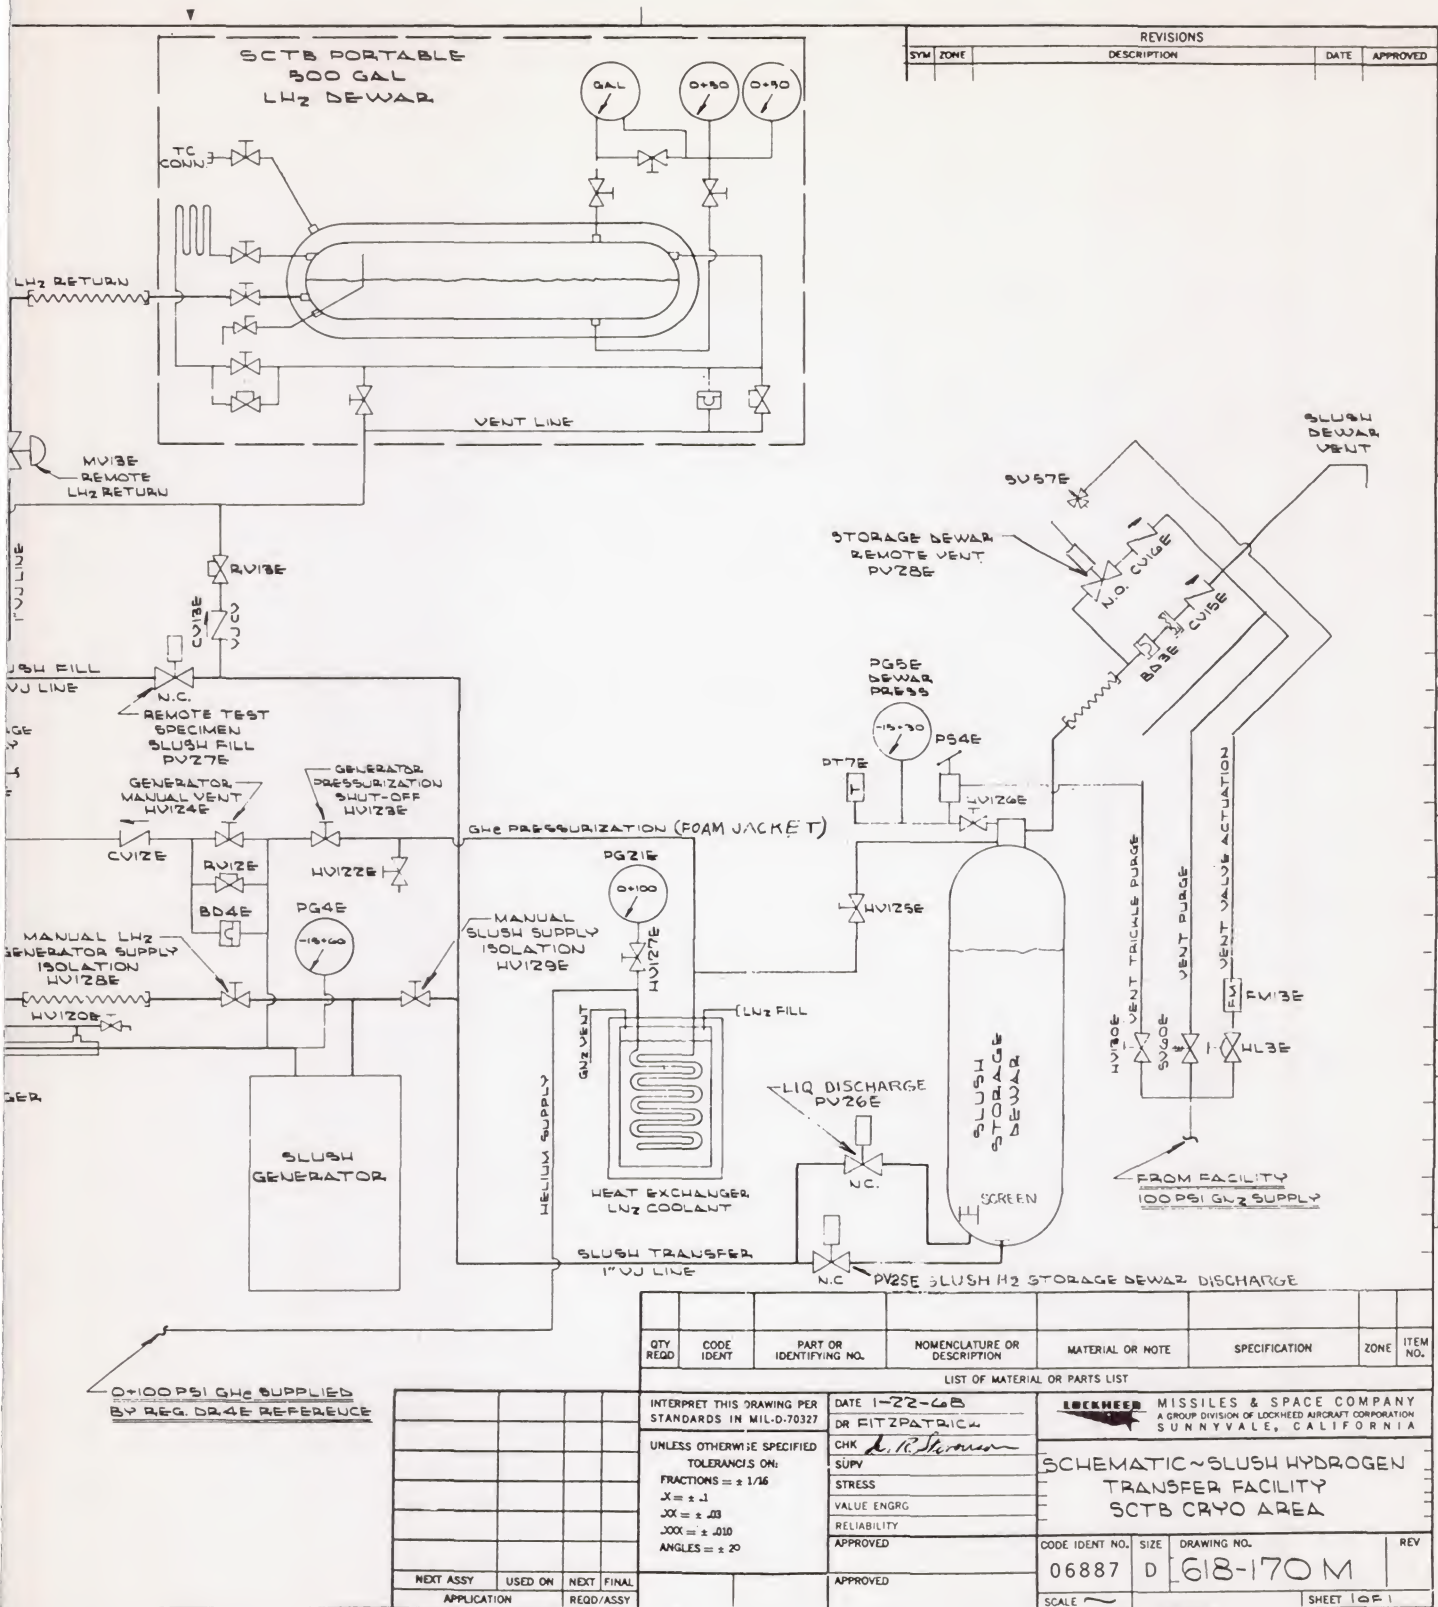 REVISIONS
SYM ZONE DESCRIPTION DATE APPROVED
SCTB PORTABLE
500 GAL
LH2 DEWAR
GAL
0+50
0+50
TC
CONN.
LH2 RETURN
VENT LINE
MV13E
REMOTE
LH2 RETURN
1" VJ LINE
RV13E
CV13E
USH FILL
VJ LINE
N.C.
REMOTE TEST
SPECIMEN
SLUSH FILL
PV27E
SLUSH
DEWAR
VENT
SV57E
STORAGE DEWAR
REMOTE VENT
PV28E
N.O.
CV16E
CV15E
BD3E
PG5E
DEWAR
PRESS
-15+30
PS4E
PT7E
T
HV126E
GENERATOR
MANUAL VENT
HV124E
GENERATOR
PRESSURIZATION
SHUT-OFF
HV123E
GHe PRESSURIZATION (FOAM JACKET)
CV12E
RV12E
HV122E
BD4E
PG4E
-15+60
PG21E
0+100
HV127E
HV125E
MANUAL
SLUSH SUPPLY
ISOLATION
HV129E
MANUAL LH2
GENERATOR SUPPLY
ISOLATION
HV128E
HV120E
GER
GN2 VENT
LN2 FILL
HELIUM SUPPLY
HEAT EXCHANGER
LN2 COOLANT
SLUSH
GENERATOR
LIQ DISCHARGE
PV26E
N.C.
SLUSH
STORAGE
DEWAR
SCREEN
VENT TRICKLE PURGE
VENT PURGE
VENT VALUE ACTUATION
FM
FM13E
HV130E
SV60E
HL3E
FROM FACILITY
100 PSI GN2 SUPPLY
SLUSH TRANSFER
1" VJ LINE
N.C
PV25E SLUSH H2 STORAGE DEWAR DISCHARGE
0+100 PSI GHe SUPPLIED
BY REG. DR4E REFERENCE
QTY REQD
CODE IDENT
PART OR IDENTIFYING NO.
NOMENCLATURE OR DESCRIPTION
MATERIAL OR NOTE
SPECIFICATION
ZONE
ITEM NO.
LIST OF MATERIAL OR PARTS LIST
INTERPRET THIS DRAWING PER
STANDARDS IN MIL-D-70327
UNLESS OTHERWISE SPECIFIED
TOLERANCES ON:
FRACTIONS = ± 1/16
.X = ± .1
.XX = ± .03
.XXX = ± .010
ANGLES = ± 2°
DATE 1-22-68
DR FITZPATRICK
CHK
SUPV
STRESS
VALUE ENGRG
RELIABILITY
APPROVED
APPROVED
LOCKHEED MISSILES & SPACE COMPANY
A GROUP DIVISION OF LOCKHEED AIRCRAFT CORPORATION
SUNNYVALE, CALIFORNIA
SCHEMATIC~SLUSH HYDROGEN
TRANSFER FACILITY
SCTB CRYO AREA
CODE IDENT NO. SIZE DRAWING NO. REV
06887 D 618-170 M
SCALE
SHEET 1 OF 1
NEXT ASSY USED ON NEXT FINAL
APPLICATION REQD/ASSY